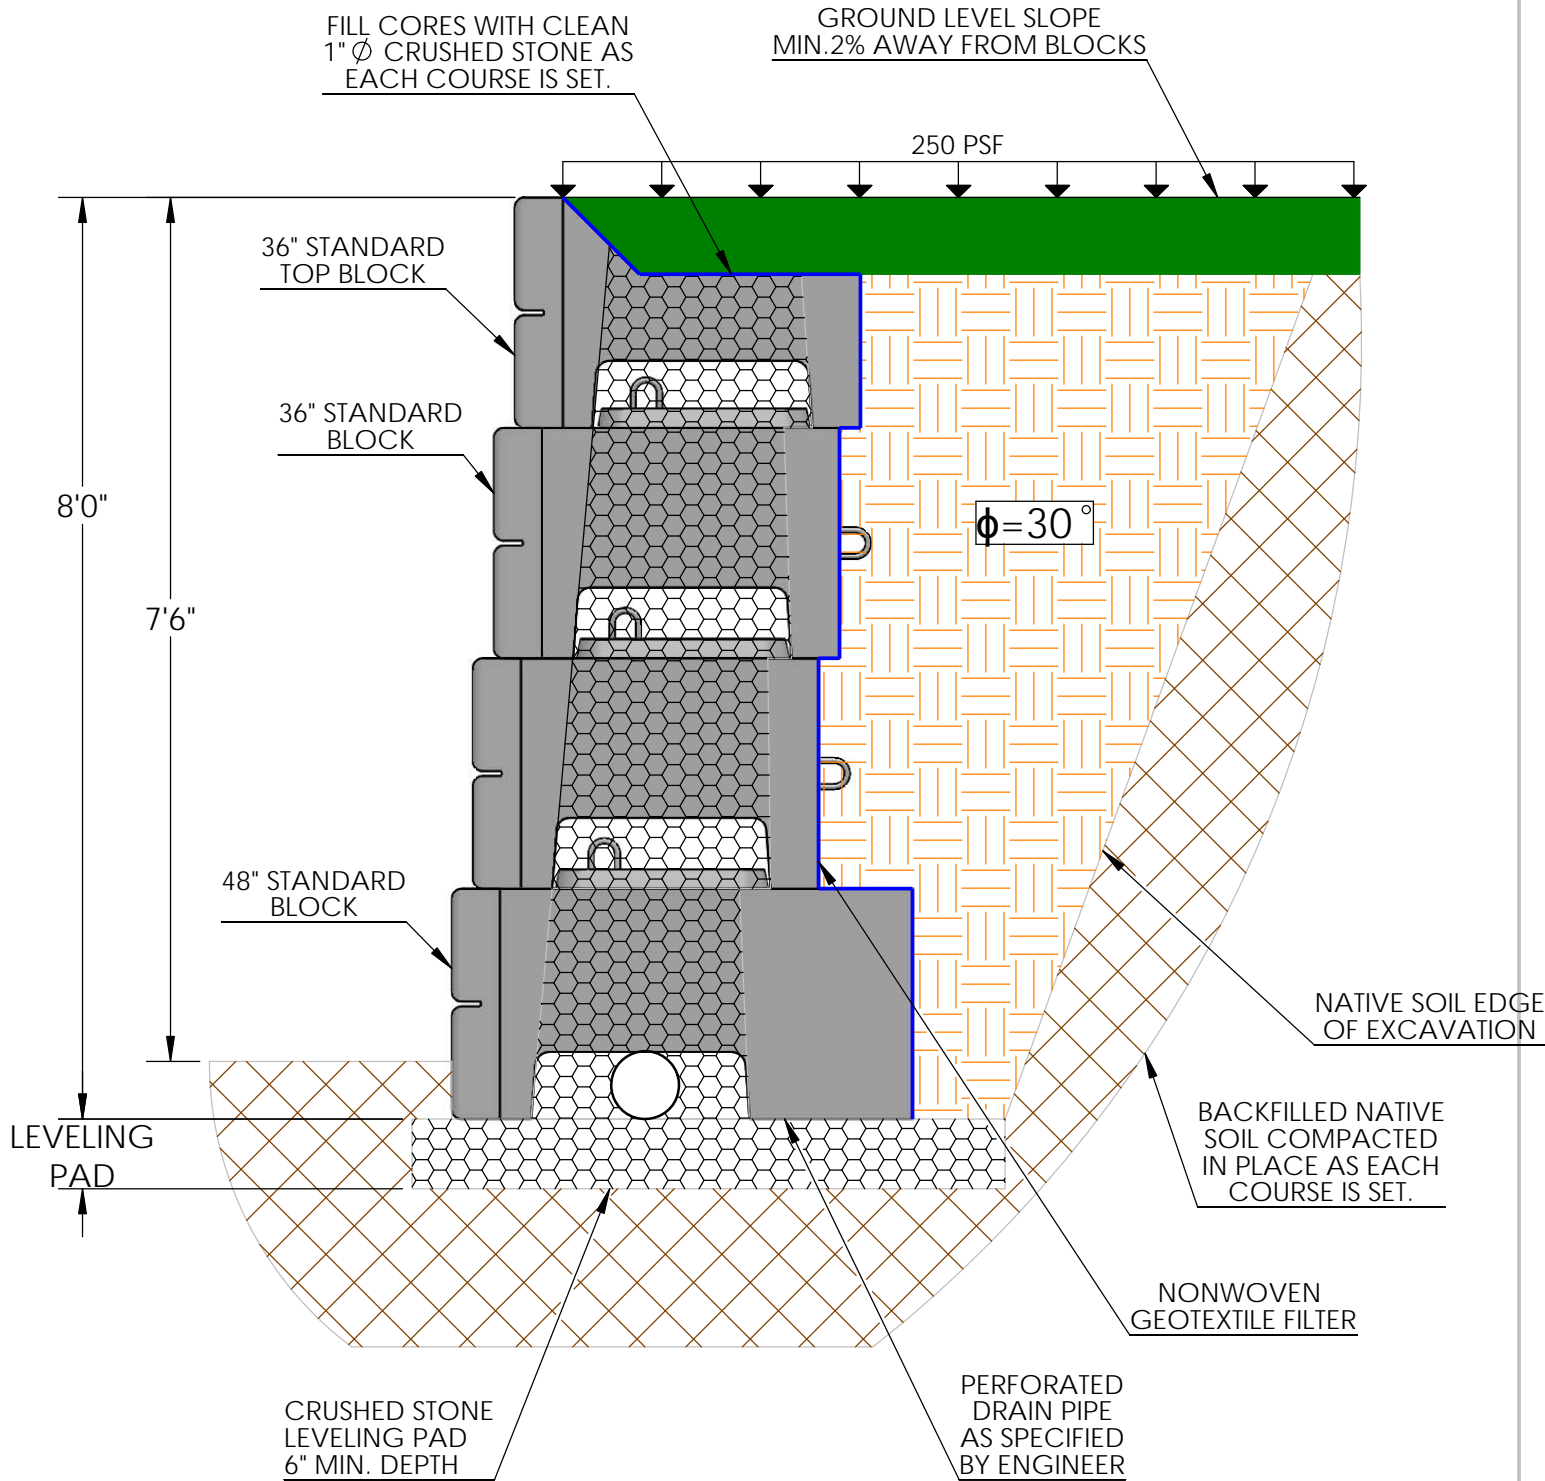 FILL CORES WITH CLEAN
1" Ø CRUSHED STONE AS
EACH COURSE IS SET.
GROUND LEVEL SLOPE
MIN.2% AWAY FROM BLOCKS
250 PSF
36" STANDARD
TOP BLOCK
36" STANDARD
BLOCK
8'0"
ϕ=30°
7'6"
48" STANDARD
BLOCK
NATIVE SOIL EDGE
OF EXCAVATION
LEVELING
PAD
BACKFILLED NATIVE
SOIL COMPACTED
IN PLACE AS EACH
COURSE IS SET.
NONWOVEN
GEOTEXTILE FILTER
CRUSHED STONE
LEVELING PAD
6" MIN. DEPTH
PERFORATED
DRAIN PIPE
AS SPECIFIED
BY ENGINEER